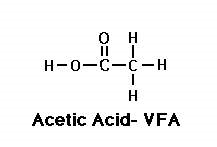 O H
H O C C H
H
Acetic Acid- VFA